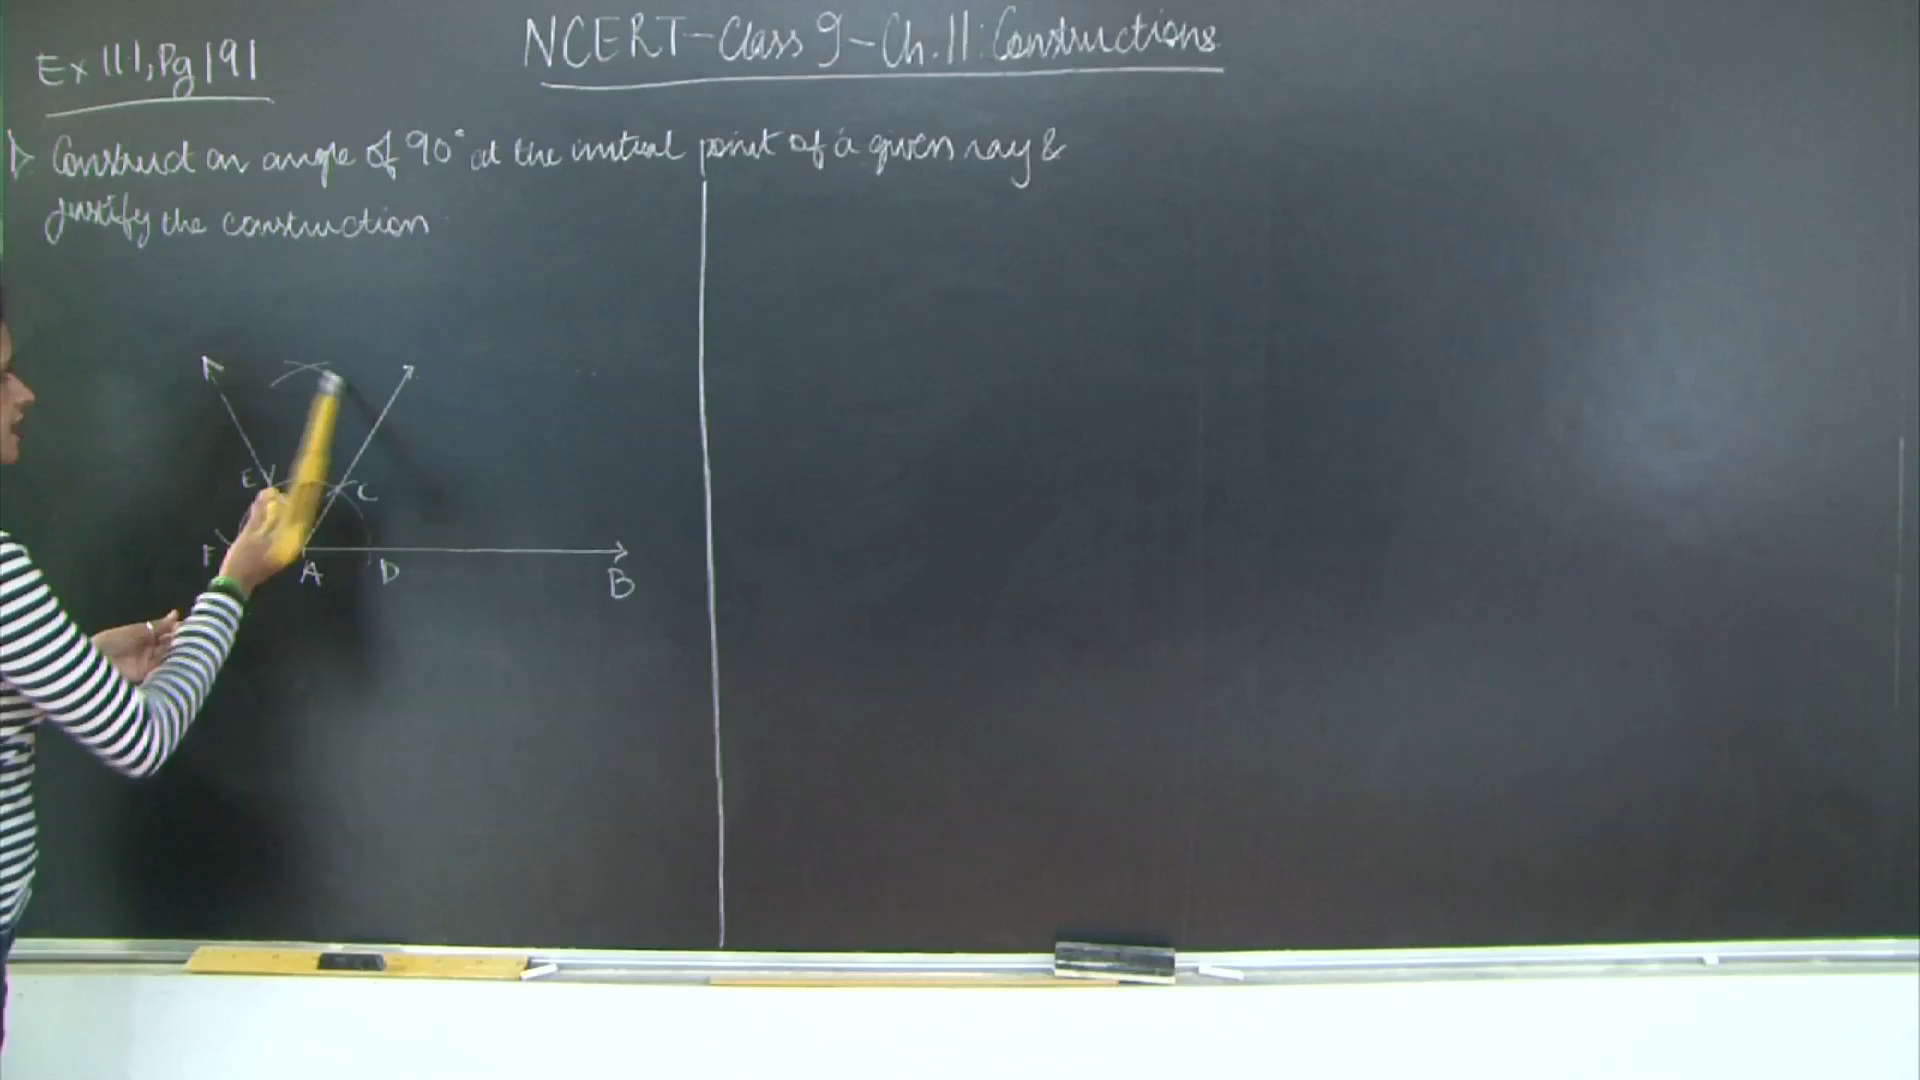 NCERT-Class 9-Ch.11:Constructions
Ex 11.1, Pg 191
1. Construct an angle of 90° at the initial point of a given ray &
justify the construction
E C
F A D B